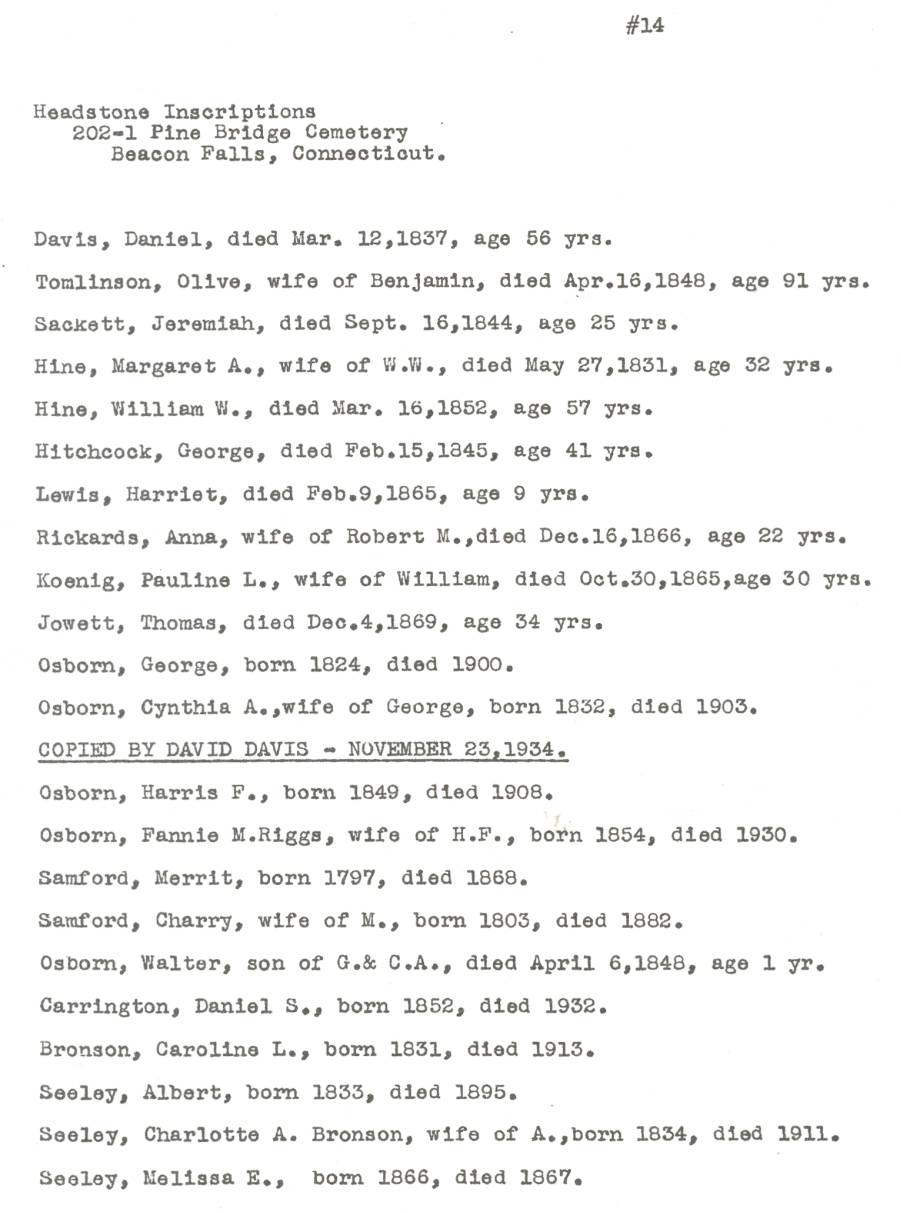 #14
Headstone Inscriptions
202-1 Pine Bridge Cemetery
Beacon Falls, Connecticut.
Davis, Daniel, died Mar. 12,1837, age 56 yrs.
Tomlinson, Olive, wife of Benjamin, died Apr.16,1848, age 91 yrs.
Sackett, Jeremiah, died Sept. 16,1844, age 25 yrs.
Hine, Margaret A., wife of W.W., died May 27,1831, age 32 yrs.
Hine, William W., died Mar. 16,1852, age 57 yrs.
Hitchcock, George, died Feb.15,1845, age 41 yrs.
Lewis, Harriet, died Feb.9,1865, age 9 yrs.
Rickards, Anna, wife of Robert M.,died Dec.16,1866, age 22 yrs.
Koenig, Pauline L., wife of William, died Oct.30,1865,age 30 yrs.
Jowett, Thomas, died Dec.4,1869, age 34 yrs.
Osborn, George, born 1824, died 1900.
Osborn, Cynthia A.,wife of George, born 1832, died 1903.
COPIED BY DAVID DAVIS - NOVEMBER 23,1934.
Osborn, Harris F., born 1849, died 1908.
Osborn, Fannie M.Riggs, wife of H.F., born 1854, died 1930.
Samford, Merrit, born 1797, died 1868.
Samford, Charry, wife of M., born 1803, died 1882.
Osborn, Walter, son of G.& C.A., died April 6,1848, age 1 yr.
Carrington, Daniel S., born 1852, died 1932.
Bronson, Caroline L., born 1831, died 1913.
Seeley, Albert, born 1833, died 1895.
Seeley, Charlotte A. Bronson, wife of A.,born 1834, died 1911.
Seeley, Melissa E.,  born 1866, died 1867.